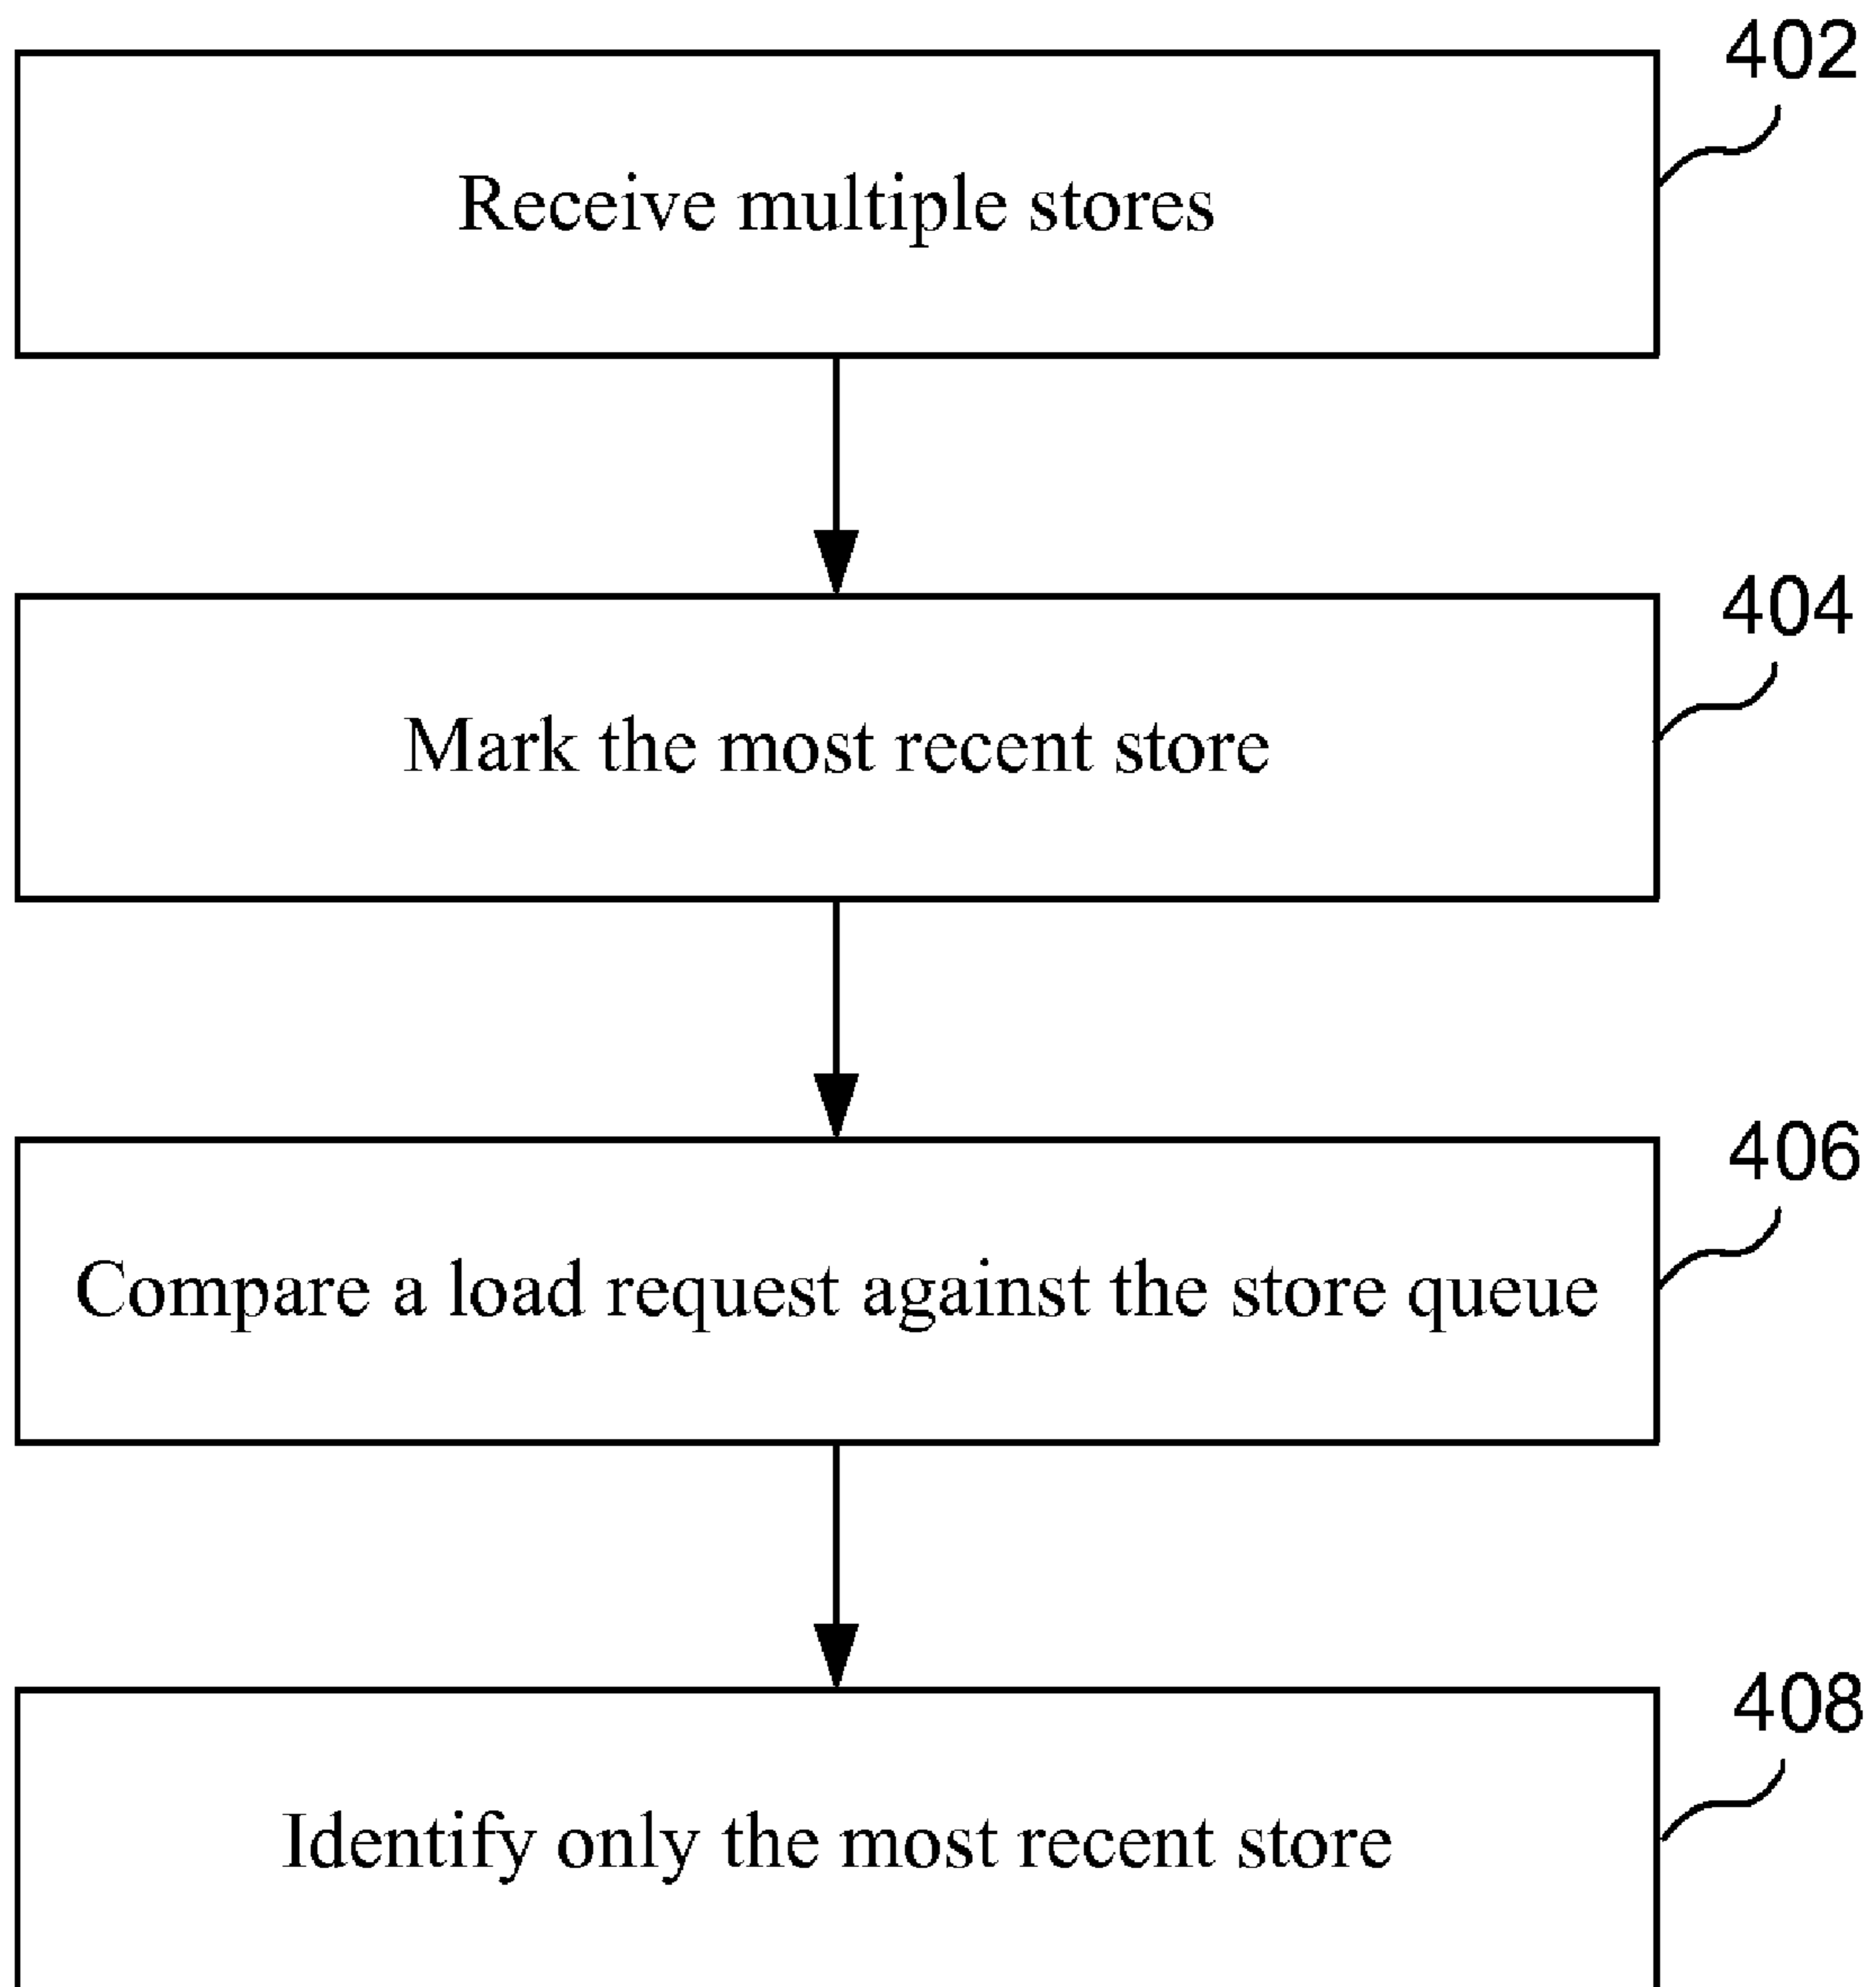 402
Receive multiple stores
404
Mark the most recent store
406
Compare a load request against the store queue
408
Identify only the most recent store